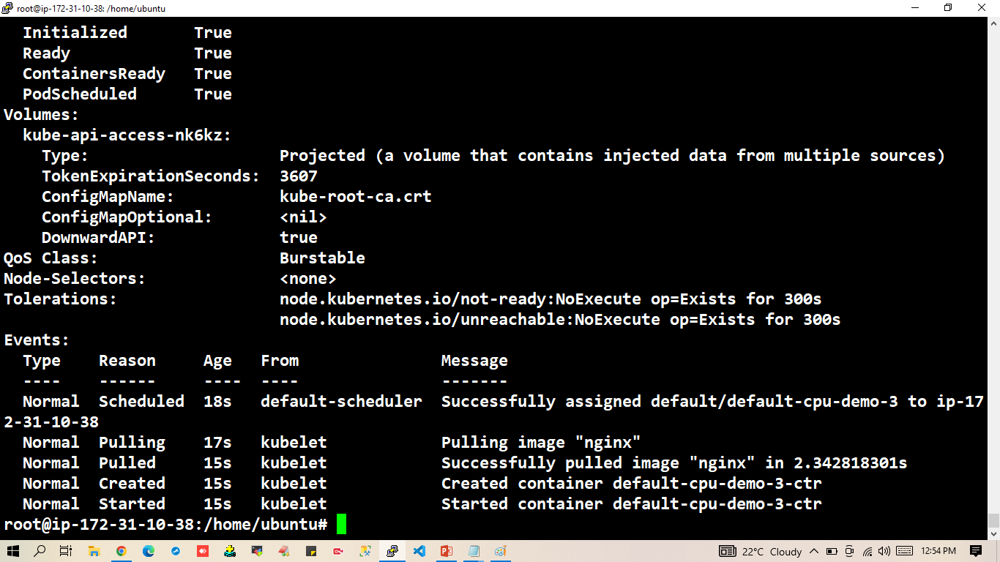 root@ip-172-31-10-38: /home/ubuntu
Initialized True
Ready True
ContainersReady True
PodScheduled True
Volumes:
kube-api-access-nk6kz:
Type: Projected (a volume that contains injected data from multiple sources)
TokenExpirationSeconds: 3607
ConfigMapName: kube-root-ca.crt
ConfigMapOptional: <nil>
DownwardAPI: true
QoS Class: Burstable
Node-Selectors: <none>
Tolerations: node.kubernetes.io/not-ready:NoExecute op=Exists for 300s
node.kubernetes.io/unreachable:NoExecute op=Exists for 300s
Events:
Type Reason Age From Message
---- ------ ---- ---- -------
Normal Scheduled 18s default-scheduler Successfully assigned default/default-cpu-demo-3 to ip-17
2-31-10-38
Normal Pulling 17s kubelet Pulling image "nginx"
Normal Pulled 15s kubelet Successfully pulled image "nginx" in 2.342818301s
Normal Created 15s kubelet Created container default-cpu-demo-3-ctr
Normal Started 15s kubelet Started container default-cpu-demo-3-ctr
root@ip-172-31-10-38:/home/ubuntu#
22°C Cloudy 12:54 PM